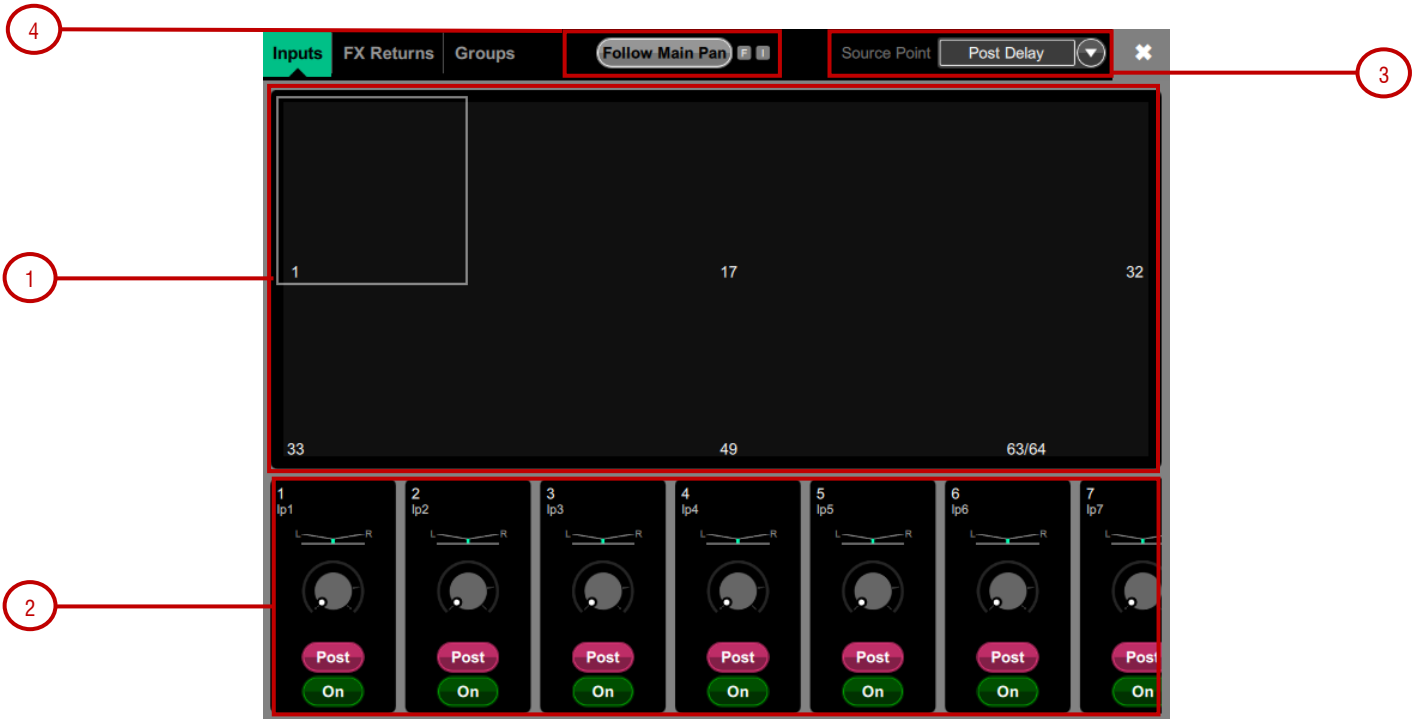 4
Inputs FX Returns Groups Follow Main Pan F I Source Point Post Delay
3
1
1 17 32
33 49 63/64
1 2 3 4 5 6 7
Ip1 Ip2 Ip3 Ip4 Ip5 Ip6 Ip7
L R L R L R L R L R L R L
2
Post Post Post Post Post Post Post
On On On On On On On